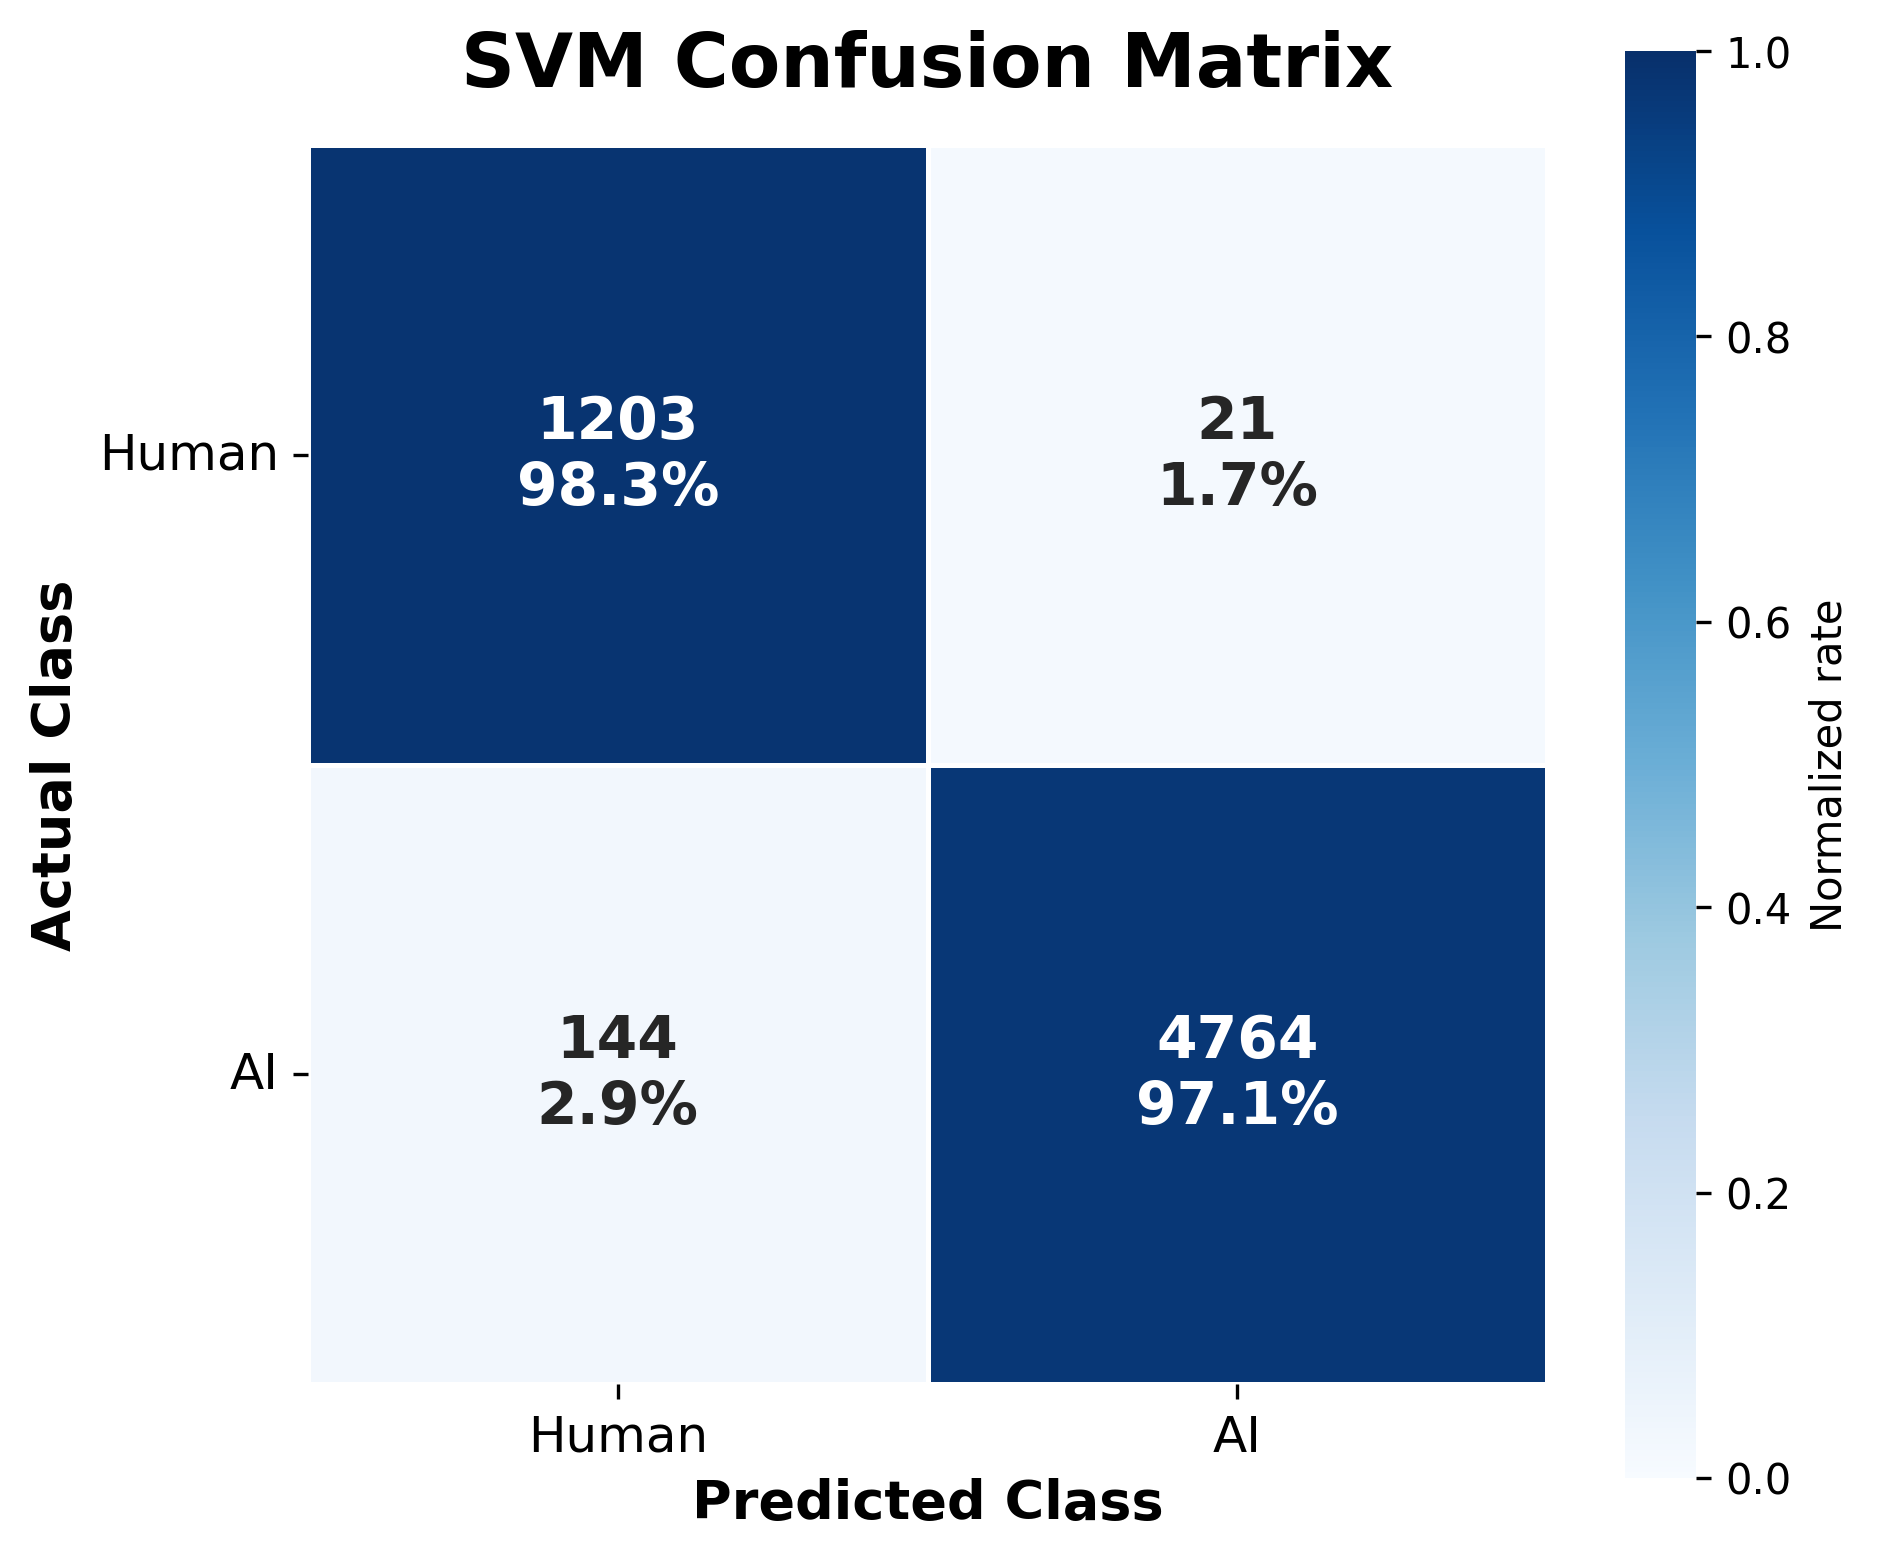 SVM Confusion Matrix
Actual Class
Human
AI
1203
98.3%
21
1.7%
144
2.9%
4764
97.1%
Human
AI
Predicted Class
1.0
0.8
0.6
0.4
0.2
0.0
Normalized rate